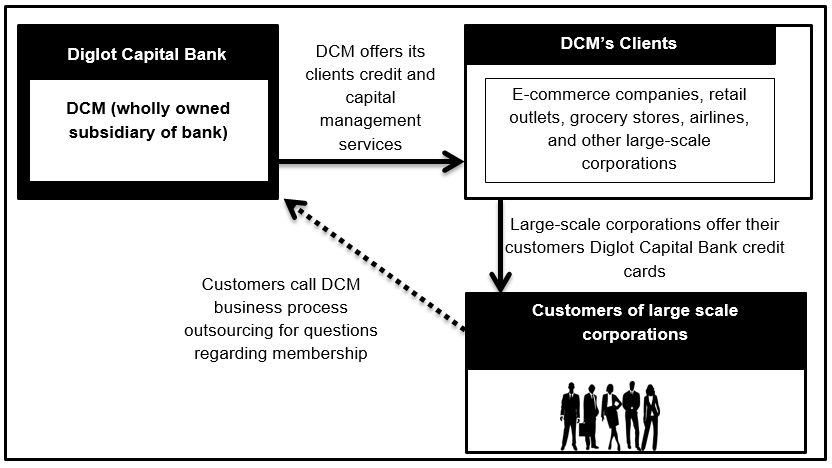 Diglot Capital Bank
DCM (wholly owned
subsidiary of bank)
DCM offers its
clients credit and
capital
management
services
DCM's Clients
E-commerce companies, retail
outlets, grocery stores, airlines,
and other large-scale
corporations
Large-scale corporations offer their
customers Diglot Capital Bank credit
cards
Customers call DCM
business process
outsourcing for questions
regarding membership
Customers of large scale
corporations